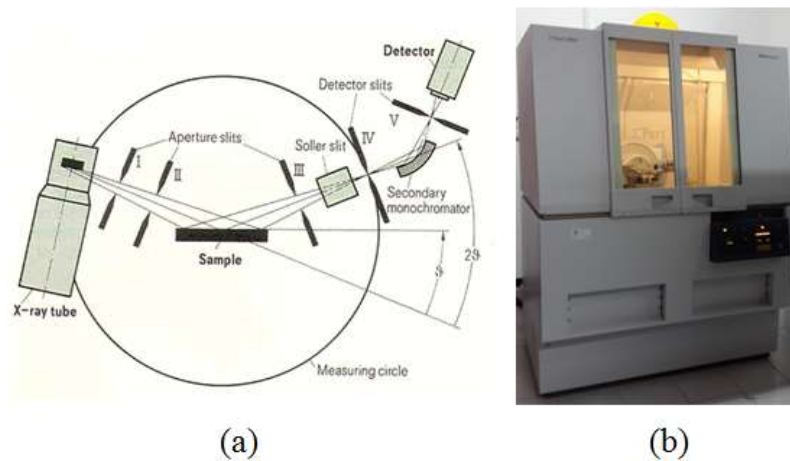 Detector
Detector slits
Aperture slits
I
II
III
IV
V
Soller slit
Secondary
monochromator
Sample
ϑ
2ϑ
X-ray tube
Measuring circle
(a)
(b)